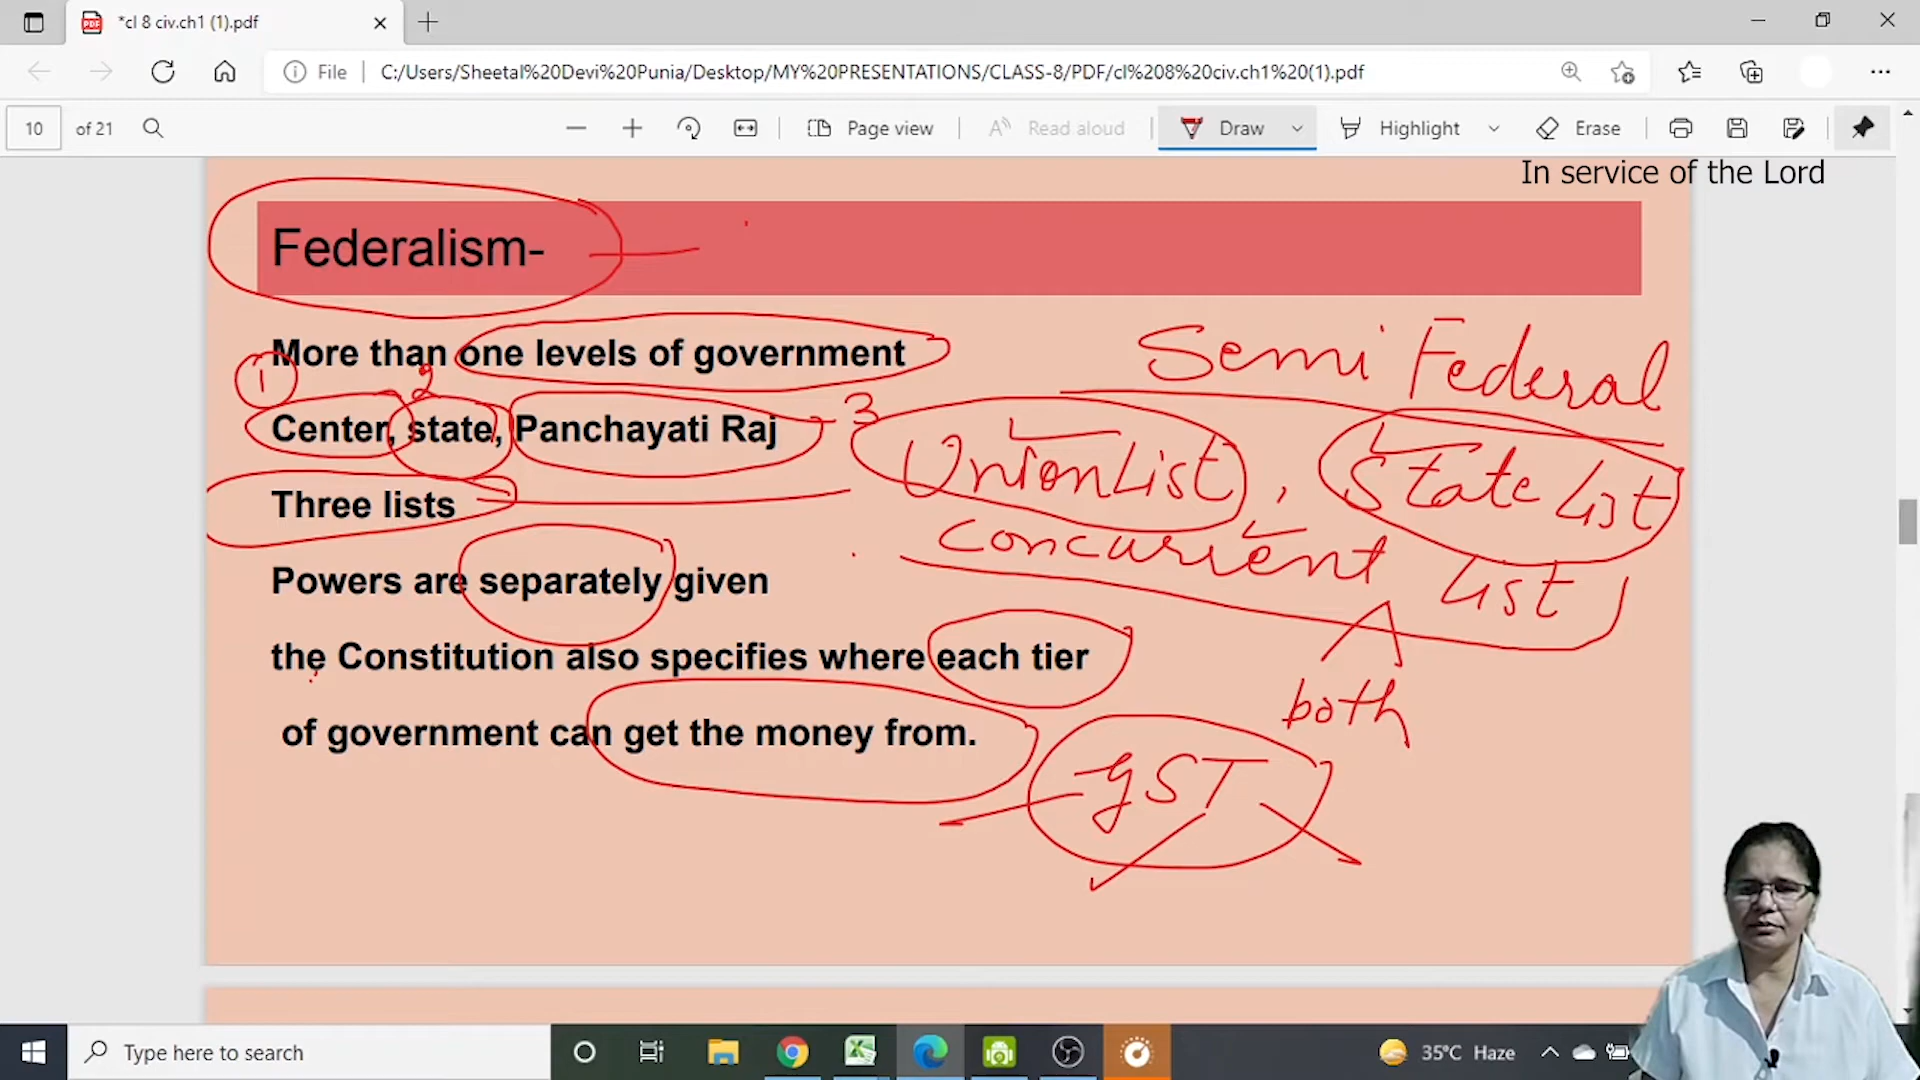 *cl 8 civ.ch1 (1).pdf
File C:/Users/Sheetal%20Devi%20Punia/Desktop/MY%20PRESENTATIONS/CLASS-8/PDF/cl%208%20civ.ch1%20(1).pdf
10 of 21 Page view Read aloud Draw Highlight Erase
In service of the Lord
Federalism-
More than one levels of government
Semi Federal
1 2
Center, state, Panchayati Raj 3
Union List, State List
Three lists
Concurrent List
Powers are separately given
the Constitution also specifies where each tier
both
of government can get the money from.
GST
Type here to search
35°C Haze